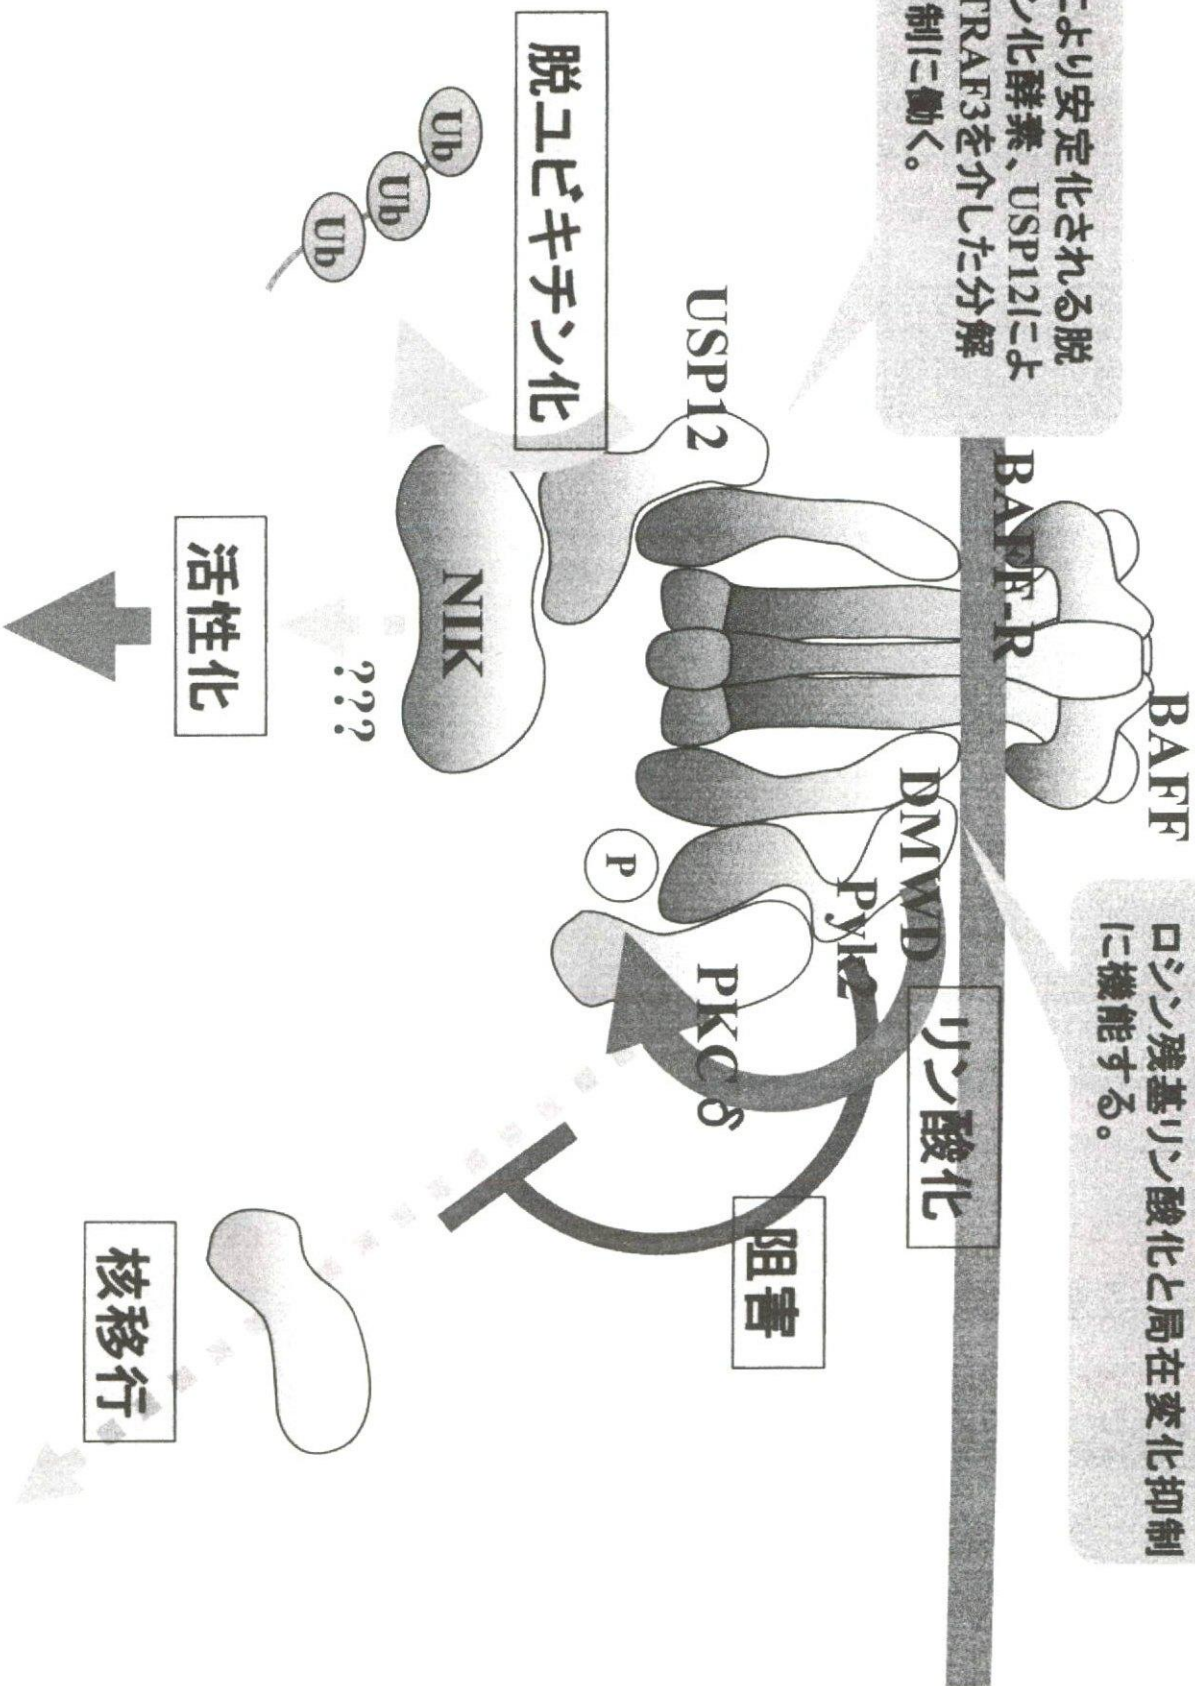 により安定化される脱
ン化酵素、USP12によ
TRAF3を介した分解
制に働く。
ロシン残基リン酸化と局在変化抑制
に機能する。
BAFF
BAFF-R
DMWD
Pyk2
リン酸化
USP12
PKCδ
阻害
P
脱ユビキチン化
Ub
Ub
Ub
NIK
???
活性化
核移行